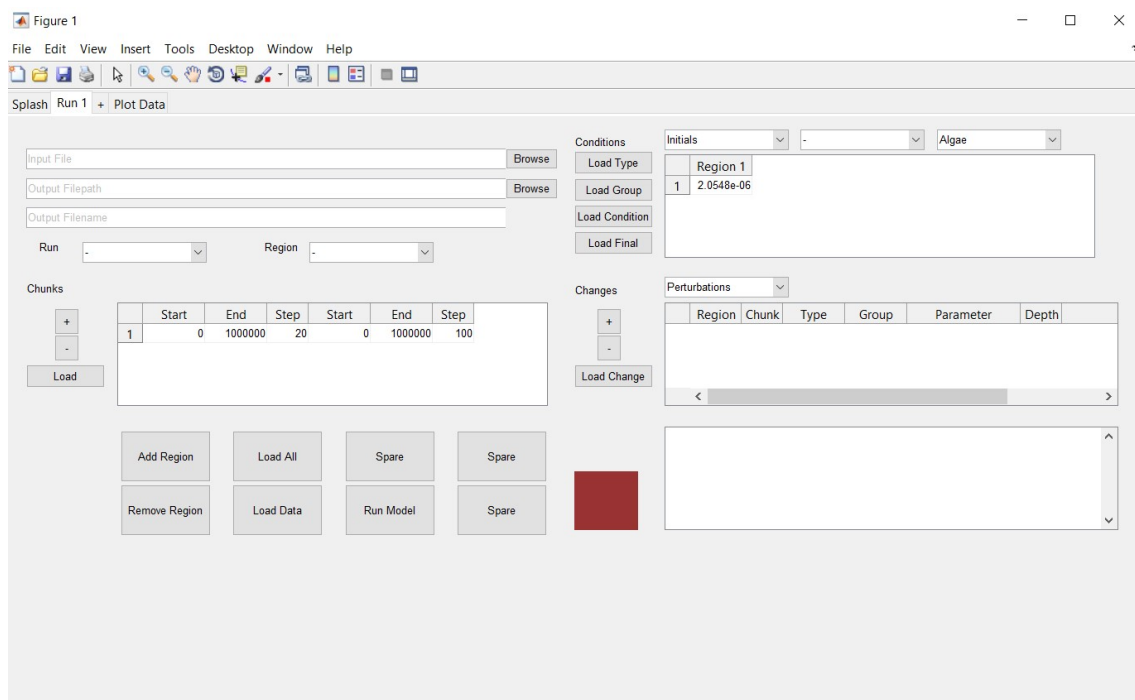 Figure 1
File Edit View Insert Tools Desktop Window Help
Splash Run 1 + Plot Data
Input File Browse
Output Filepath Browse
Output Filename
Run - Region -
Chunks
+
-
Load
Start End Step Start End Step
1 0 1000000 20 0 1000000 100
Add Region Load All Spare Spare
Remove Region Load Data Run Model Spare
Conditions Initials - Algae
Load Type
Load Group
Load Condition
Load Final
Region 1
1 2.0548e-06
Changes Perturbations
+
-
Load Change
Region Chunk Type Group Parameter Depth